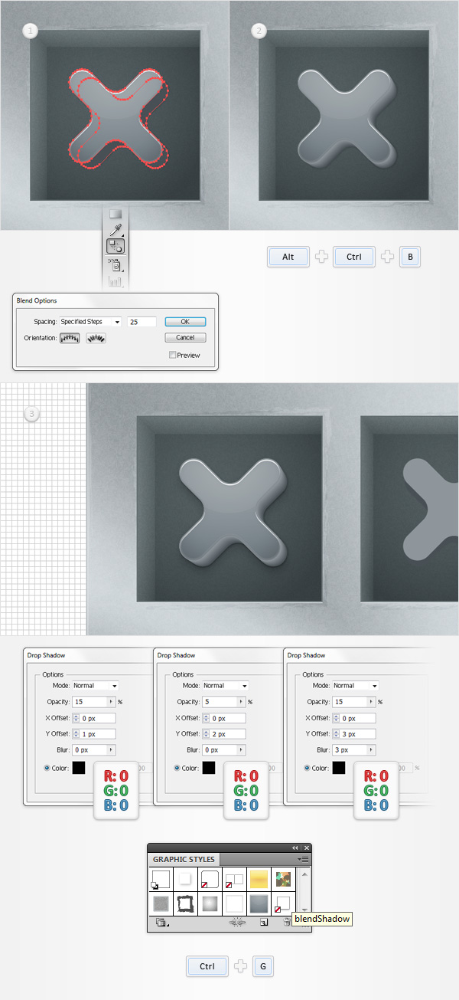 1
2
Alt Ctrl B
Blend Options
Spacing: Specified Steps 25 OK
Orientation: Cancel
Preview
3
Drop Shadow
Options
Mode: Normal
Opacity: 15 %
X Offset: 0 px
Y Offset: 1 px
Blur: 0 px
Color: 00
R: 0
G: 0
B: 0
Drop Shadow
Options
Mode: Normal
Opacity: 5 %
X Offset: 0 px
Y Offset: 2 px
Blur: 0 px
Color: 00
R: 0
G: 0
B: 0
Drop Shadow
Options
Mode: Normal
Opacity: 15 %
X Offset: 0 px
Y Offset: 3 px
Blur: 3 px
Color: 00 %
R: 0
G: 0
B: 0
GRAPHIC STYLES
blendShadow
Ctrl G